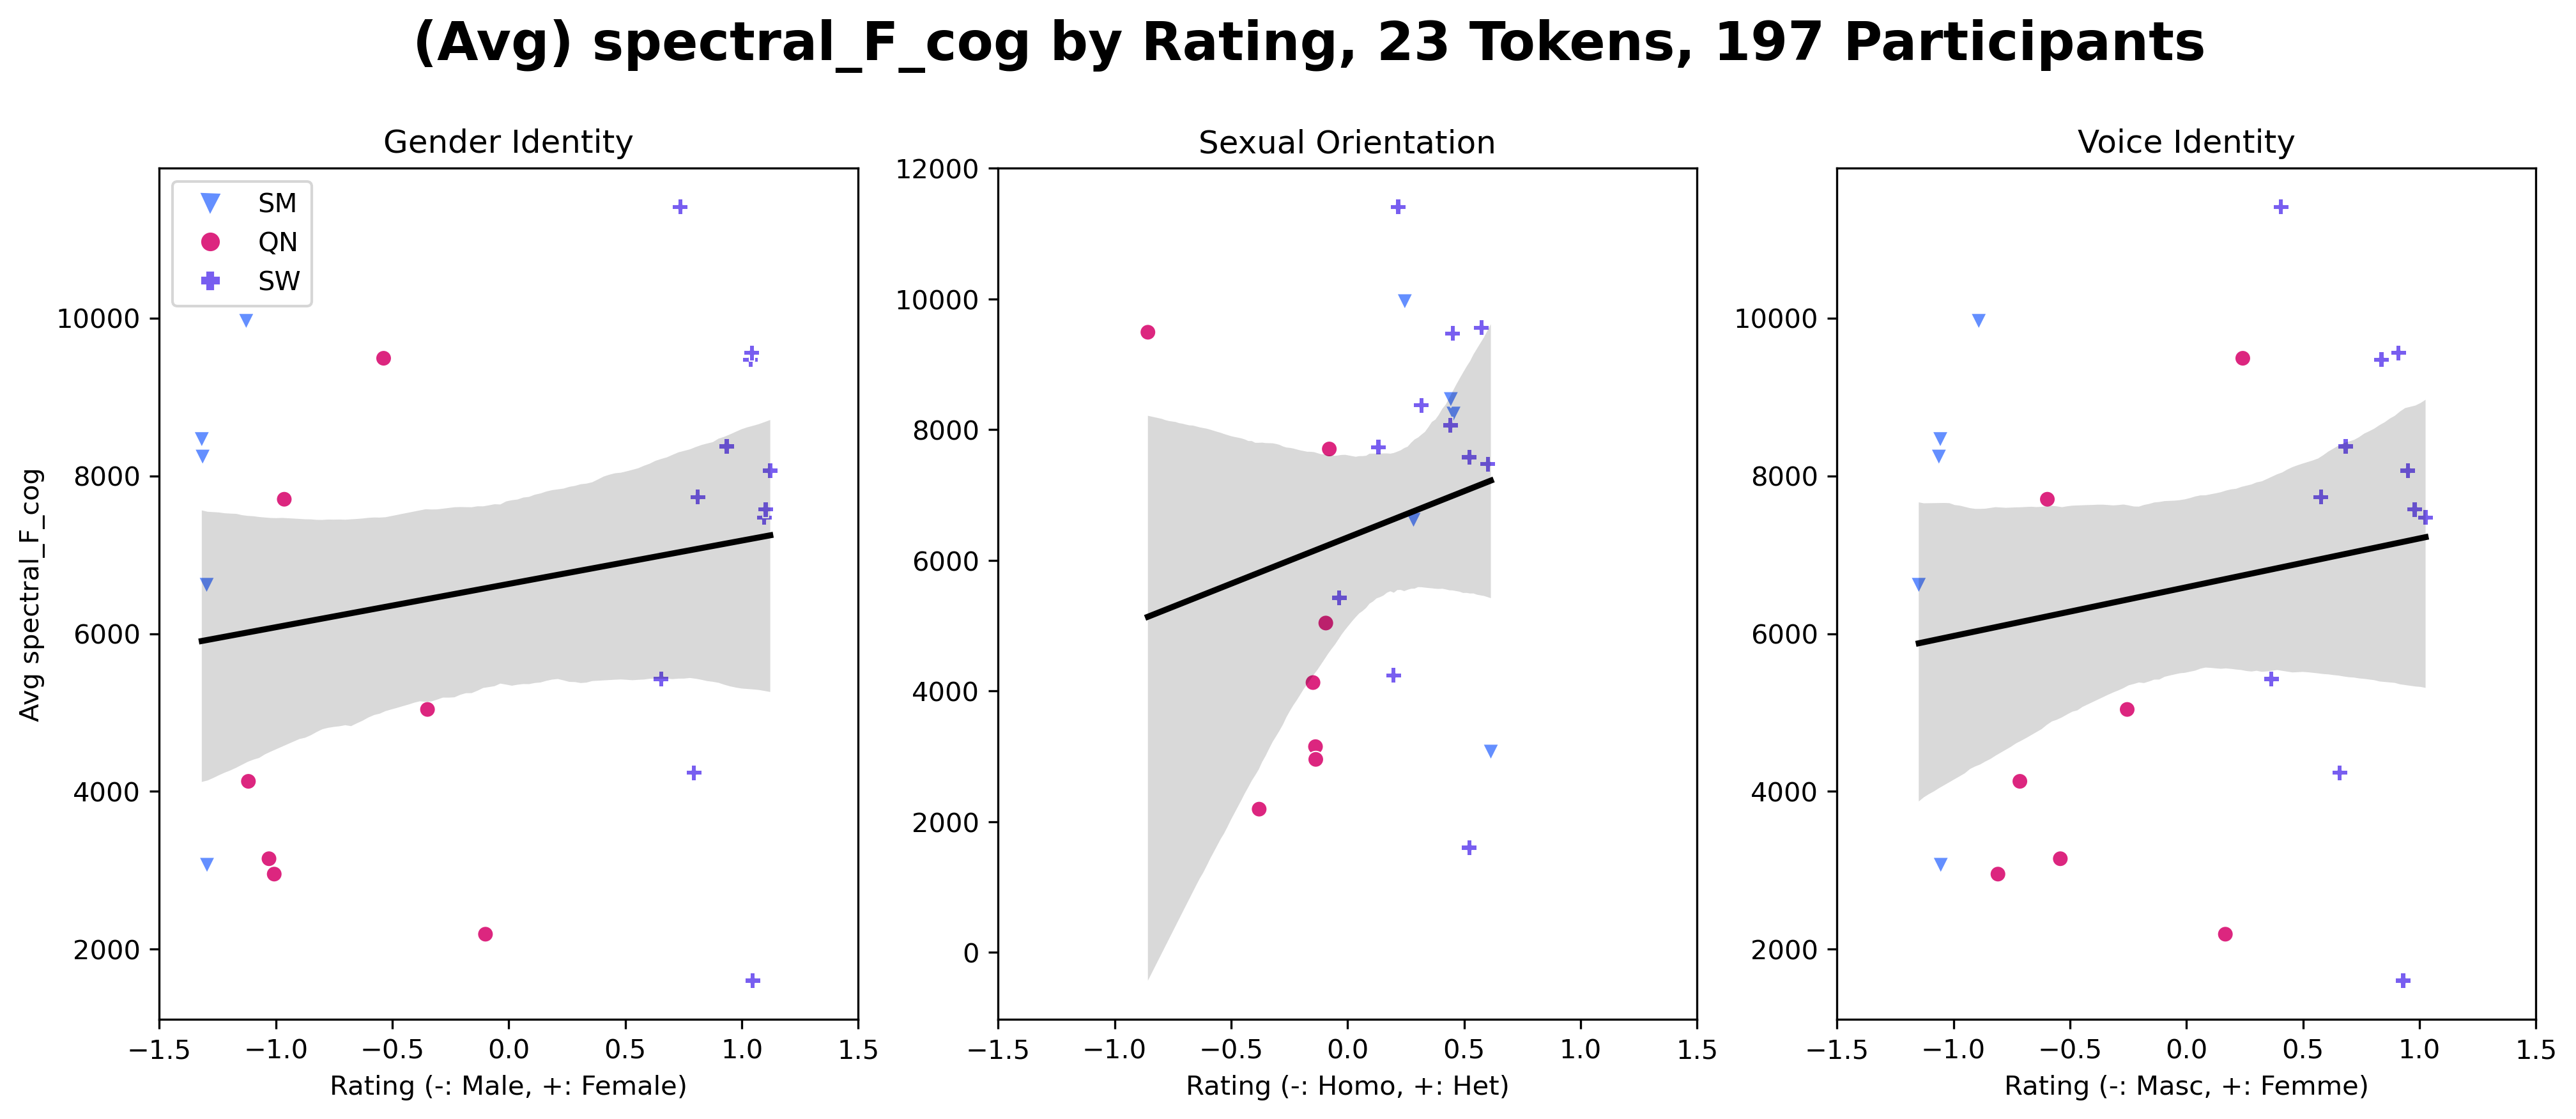 (Avg) spectral_F_cog by Rating, 23 Tokens, 197 Participants
Gender Identity
SM
QN
SW
10000
8000
6000
4000
2000
Avg spectral_F_cog
−1.5 −1.0 −0.5 0.0 0.5 1.0 1.5
Rating (-: Male, +: Female)
Sexual Orientation
12000
10000
8000
6000
4000
2000
0
−1.5 −1.0 −0.5 0.0 0.5 1.0 1.5
Rating (-: Homo, +: Het)
Voice Identity
10000
8000
6000
4000
2000
−1.5 −1.0 −0.5 0.0 0.5 1.0 1.5
Rating (-: Masc, +: Femme)